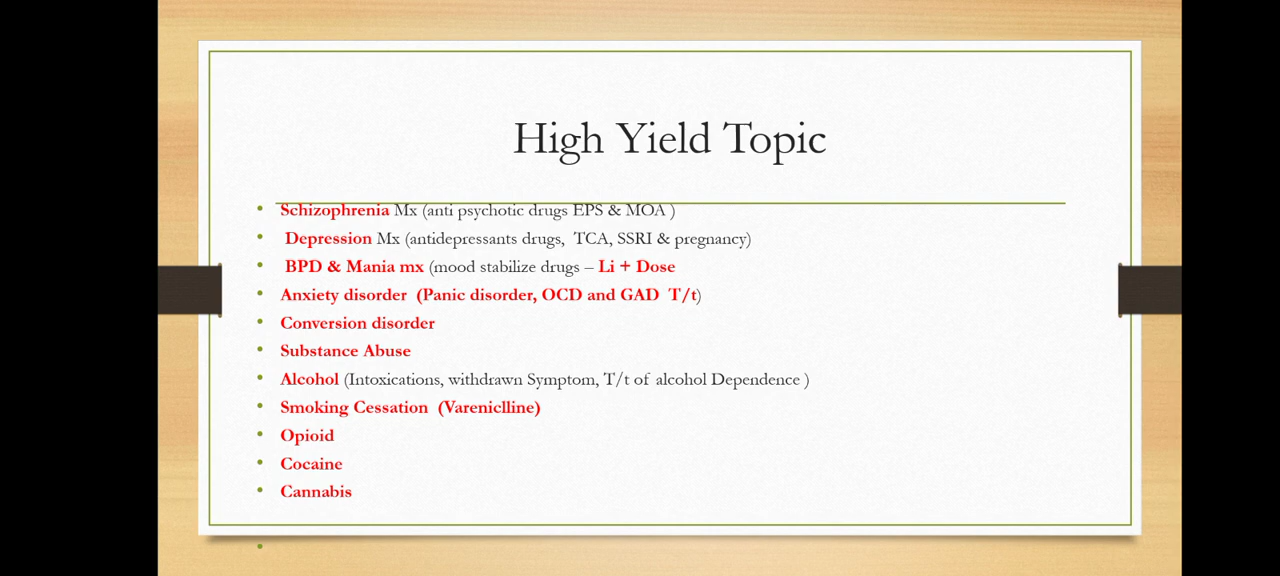 High Yield Topic
• Schizophrenia Mx (anti psychotic drugs EPS & MOA )
• Depression Mx (antidepressants drugs, TCA, SSRI & pregnancy)
• BPD & Mania mx (mood stabilize drugs – Li + Dose
• Anxiety disorder (Panic disorder, OCD and GAD T/t)
• Conversion disorder
• Substance Abuse
• Alcohol (Intoxications, withdrawn Symptom, T/t of alcohol Dependence )
• Smoking Cessation (Vareniclline)
• Opioid
• Cocaine
• Cannabis